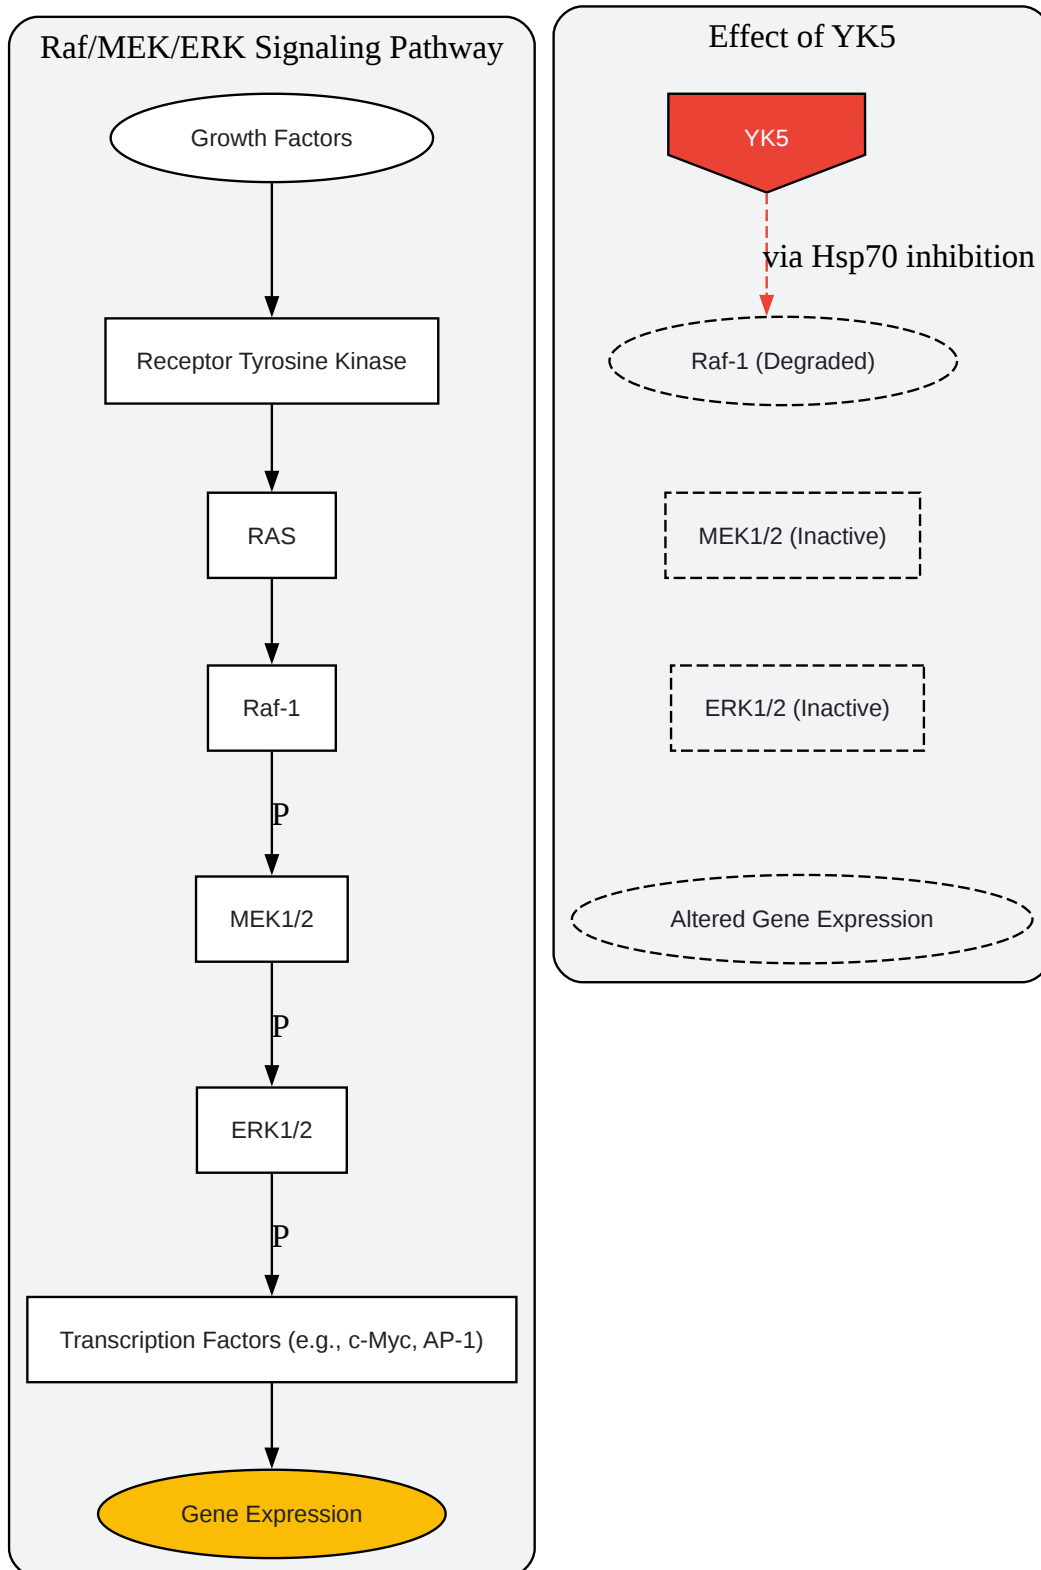 Raf/MEK/ERK Signaling Pathway
Growth Factors
Receptor Tyrosine Kinase
RAS
Raf-1
P
MEK1/2
P
ERK1/2
P
Transcription Factors (e.g., c-Myc, AP-1)
Gene Expression
Effect of YK5
YK5
via Hsp70 inhibition
Raf-1 (Degraded)
MEK1/2 (Inactive)
ERK1/2 (Inactive)
Altered Gene Expression